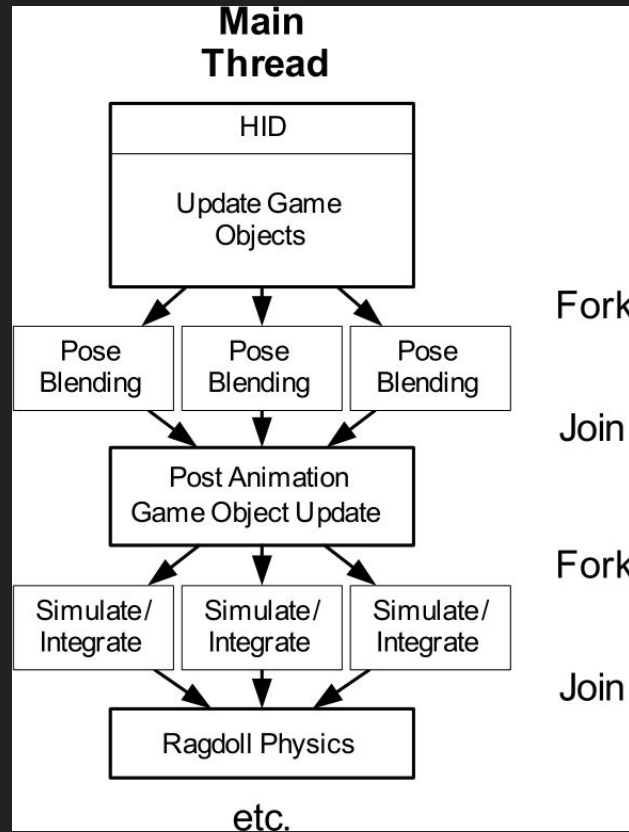 Main
Thread
HID
Update Game
Objects
Fork
Pose
Blending
Pose
Blending
Pose
Blending
Join
Post Animation
Game Object Update
Fork
Simulate/
Integrate
Simulate/
Integrate
Simulate/
Integrate
Join
Ragdoll Physics
etc.